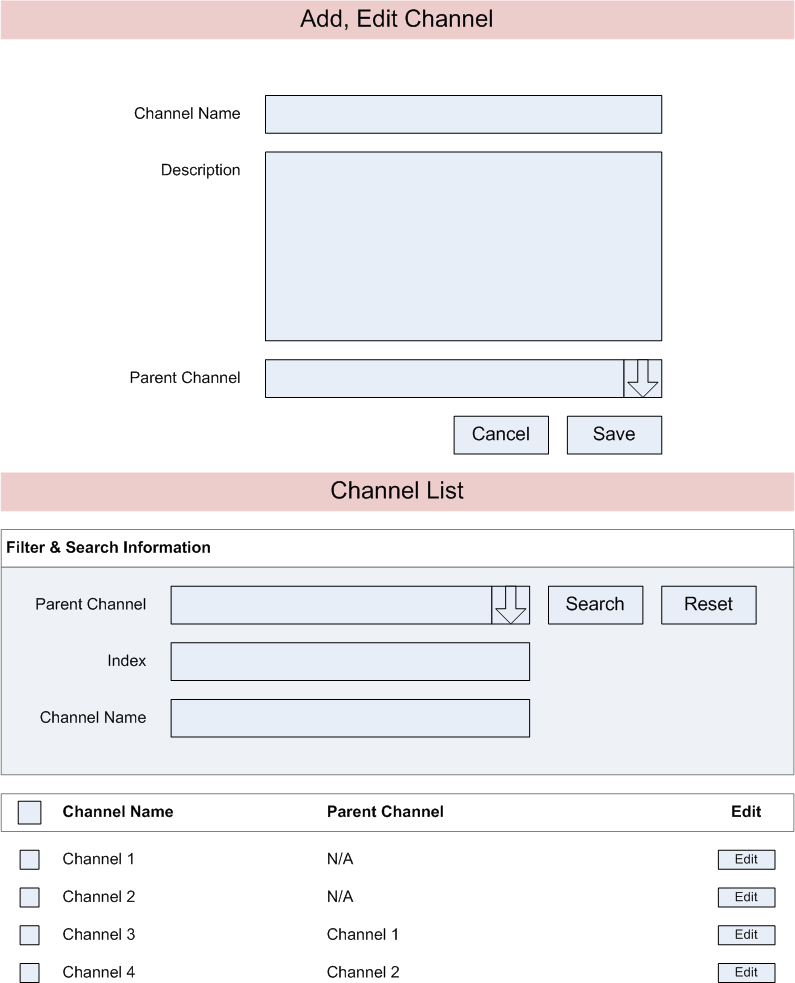 Add, Edit Channel
Channel Name
Description
Parent Channel
Cancel Save
Channel List
Filter & Search Information
Parent Channel Search Reset
Index
Channel Name
Channel Name Parent Channel Edit
Channel 1 N/A Edit
Channel 2 N/A Edit
Channel 3 Channel 1 Edit
Channel 4 Channel 2 Edit